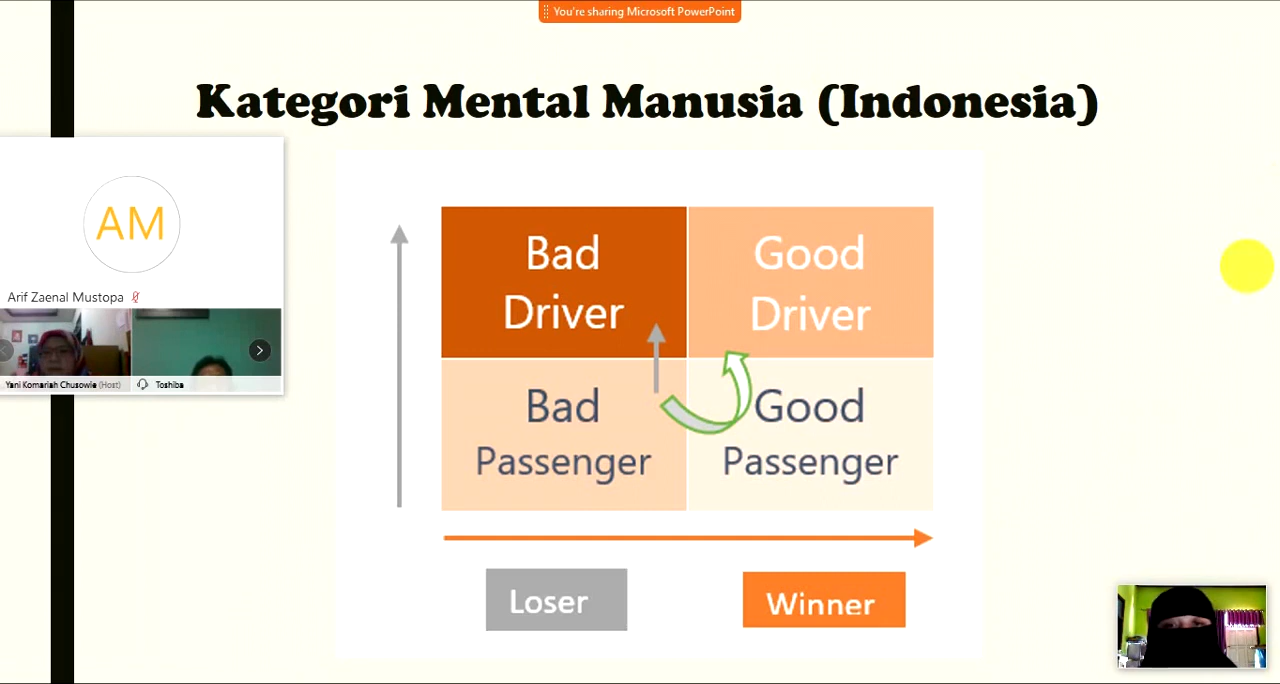 You're sharing Microsoft PowerPoint
Kategori Mental Manusia (Indonesia)
AM
Arif Zaenal Mustopa
Yani Komariah Chusowie (Host)
Toshiba
Bad
Driver
Good
Driver
Bad
Passenger
Good
Passenger
Loser
Winner